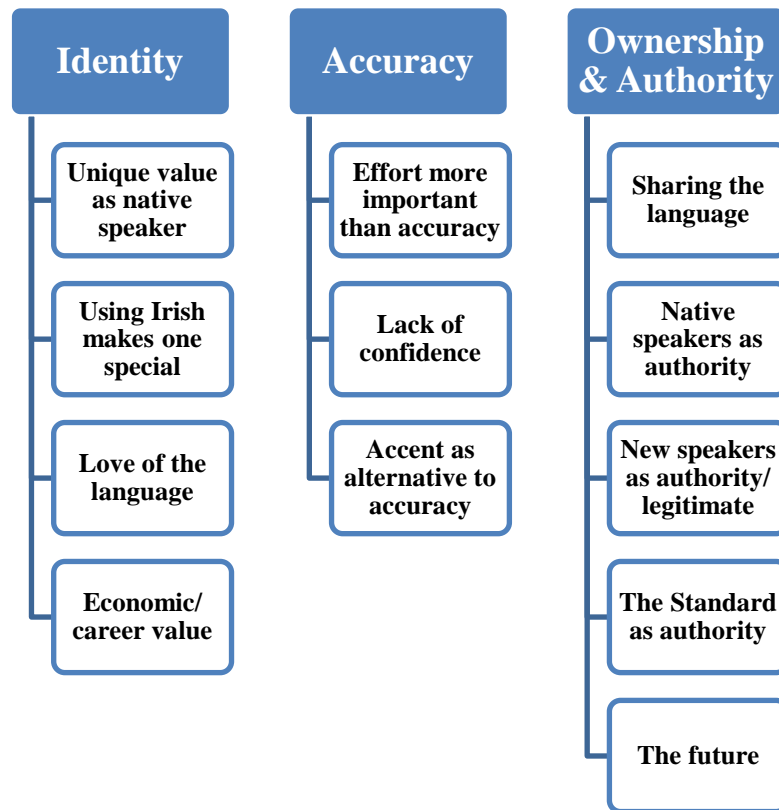 Identity
Unique value
as native
speaker
Using Irish
makes one
special
Love of the
language
Economic/
career value
Accuracy
Effort more
important
than accuracy
Lack of
confidence
Accent as
alternative to
accuracy
Ownership
& Authority
Sharing the
language
Native
speakers as
authority
New speakers
as authority/
legitimate
The Standard
as authority
The future